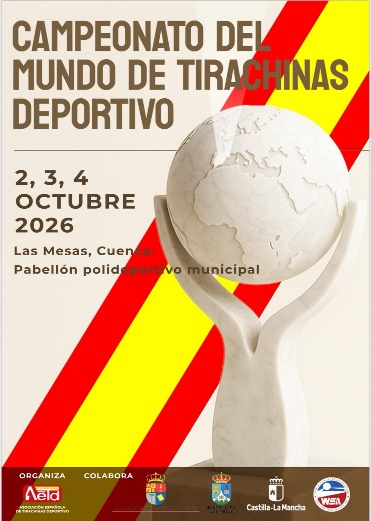 CAMPEONATO DEL
MUNDO DE TIRACHINAS
DEPORTIVO
2, 3, 4
OCTUBRE
2026
Las Mesas, Cuenca.
Pabellón polideportivo municipal
ORGANIZA
COLABORA
Aetd
ASOCIACIÓN ESPAÑOLA
DE TIRACHINAS DEPORTIVO
Castilla-La Mancha
WSA